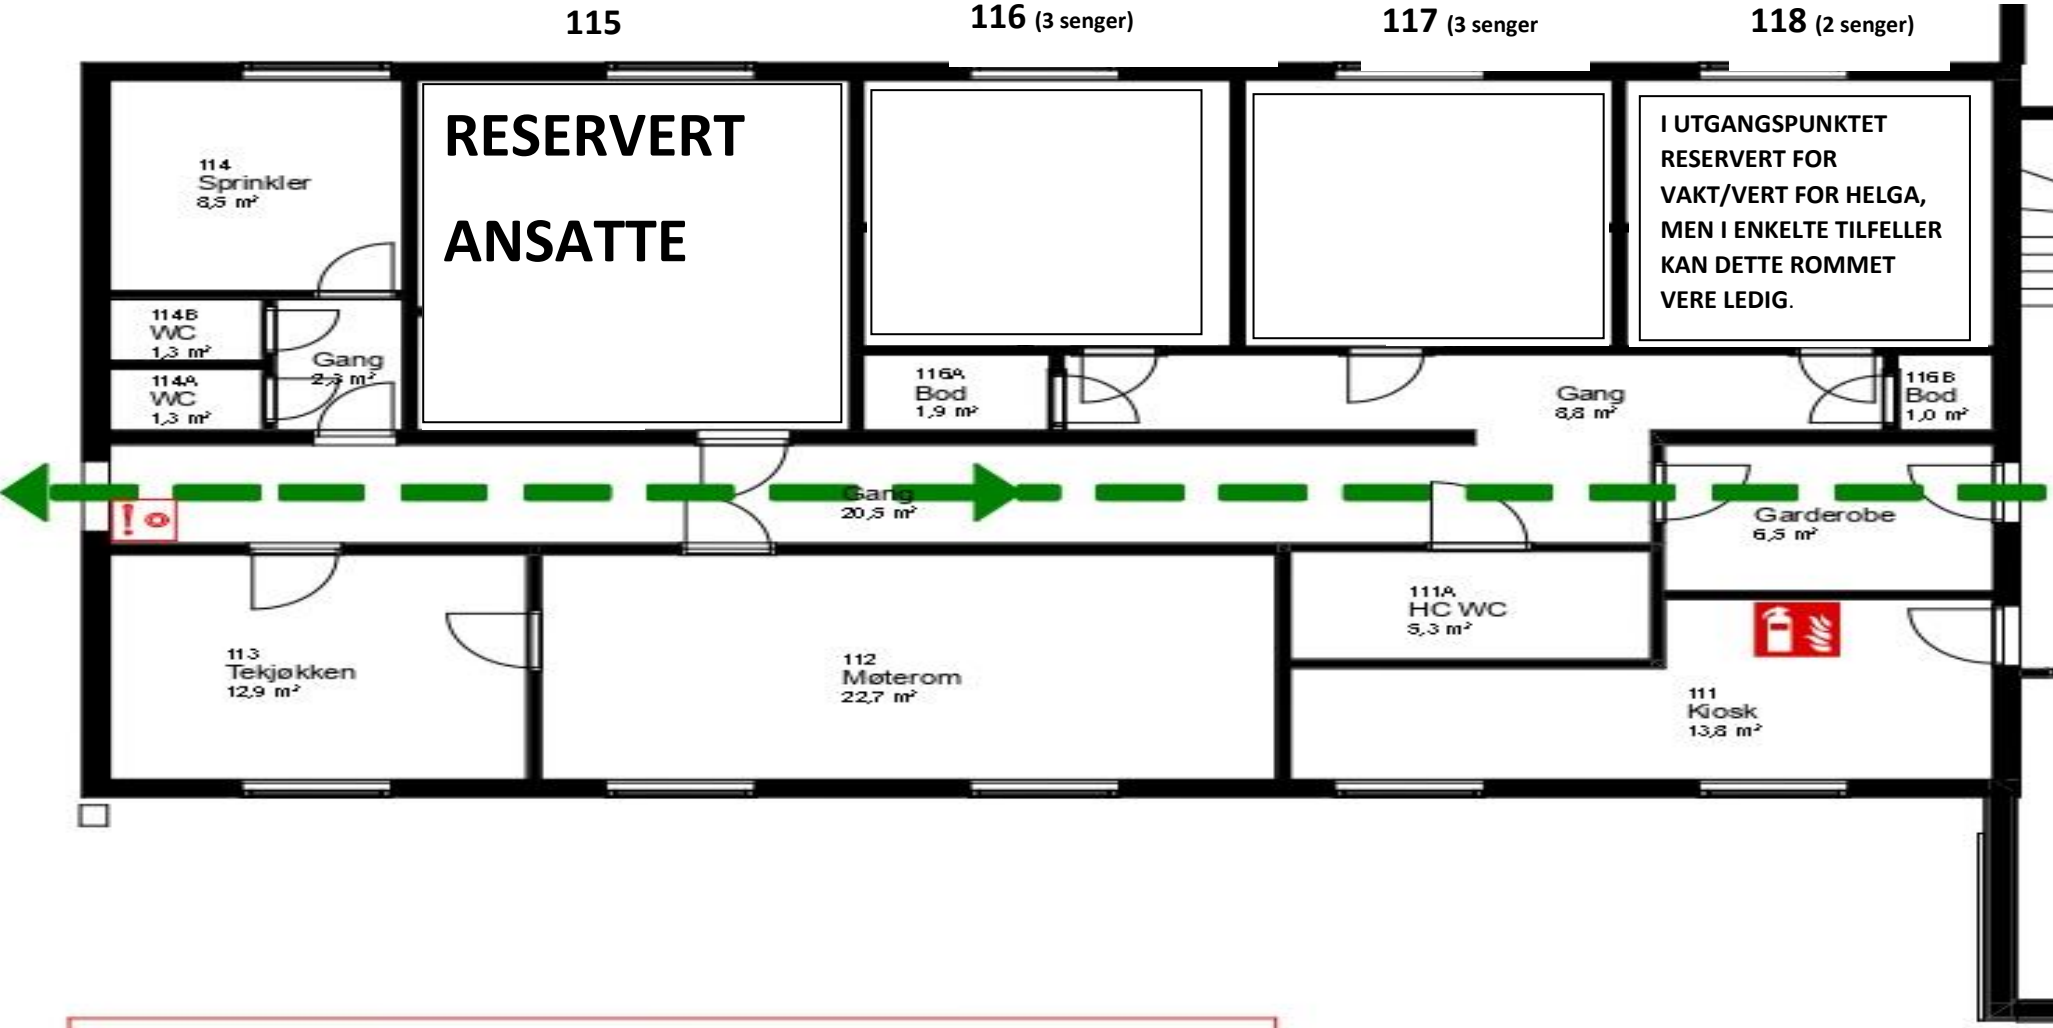 115
116 (3 senger)
117 (3 senger
118 (2 senger)
RESERVERT
ANSATTE
I UTGANGSPUNKTET
RESERVERT FOR
VAKT/VERT FOR HELGA,
MEN I ENKELTE TILFELLER
KAN DETTE ROMMET
VERE LEDIG.
114
Sprinkler
8,5 m²
114B
WC
1,3 m²
Gang
2,3 m²
114A
WC
1,3 m²
116A
Bod
1,9 m²
Gang
8,8 m²
116B
Bod
1,0 m²
Gang
20,5 m²
Garderobe
6,5 m²
113
Tekjøkken
12,9 m²
112
Møterom
22,7 m²
111A
HC WC
5,3 m²
111
Kiosk
13,8 m²